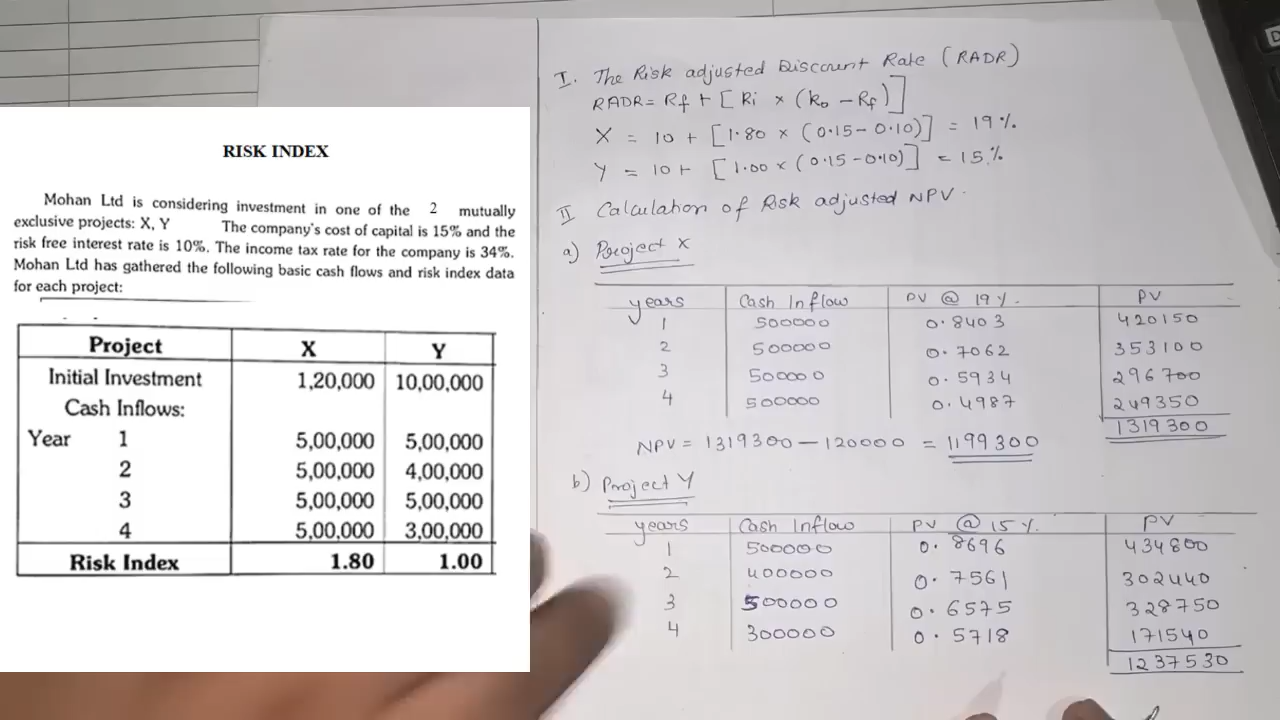 RISK INDEX
Mohan Ltd is considering investment in one of the 2 mutually
exclusive projects: X, Y The company's cost of capital is 15% and the
risk free interest rate is 10%. The income tax rate for the company is 34%.
Mohan Ltd has gathered the following basic cash flows and risk index data
for each project:
Project X Y
Initial Investment 1,20,000 10,00,000
Cash Inflows:
Year 1 5,00,000 5,00,000
2 5,00,000 4,00,000
3 5,00,000 5,00,000
4 5,00,000 3,00,000
Risk Index 1.80 1.00
I. The Risk adjusted Discount Rate (RADR)
RADR = Rf + [Ri × (ko - Rf)]
X = 10 + [1.80 × (0.15 - 0.10)] = 19%
Y = 10 + [1.00 × (0.15 - 0.10)] = 15%
II Calculation of Risk adjusted NPV.
a) Project X
years Cash Inflow PV @ 19%. PV
1 500000 0.8403 420150
2 500000 0.7062 353100
3 500000 0.5934 296700
4 500000 0.4987 249350
1319300
NPV = 1319300 - 120000 = 1199300
b) Project Y
years Cash Inflow PV @ 15%. PV
1 500000 0.8696 434800
2 400000 0.7561 302440
3 500000 0.6575 328750
4 300000 0.5718 171540
1237530